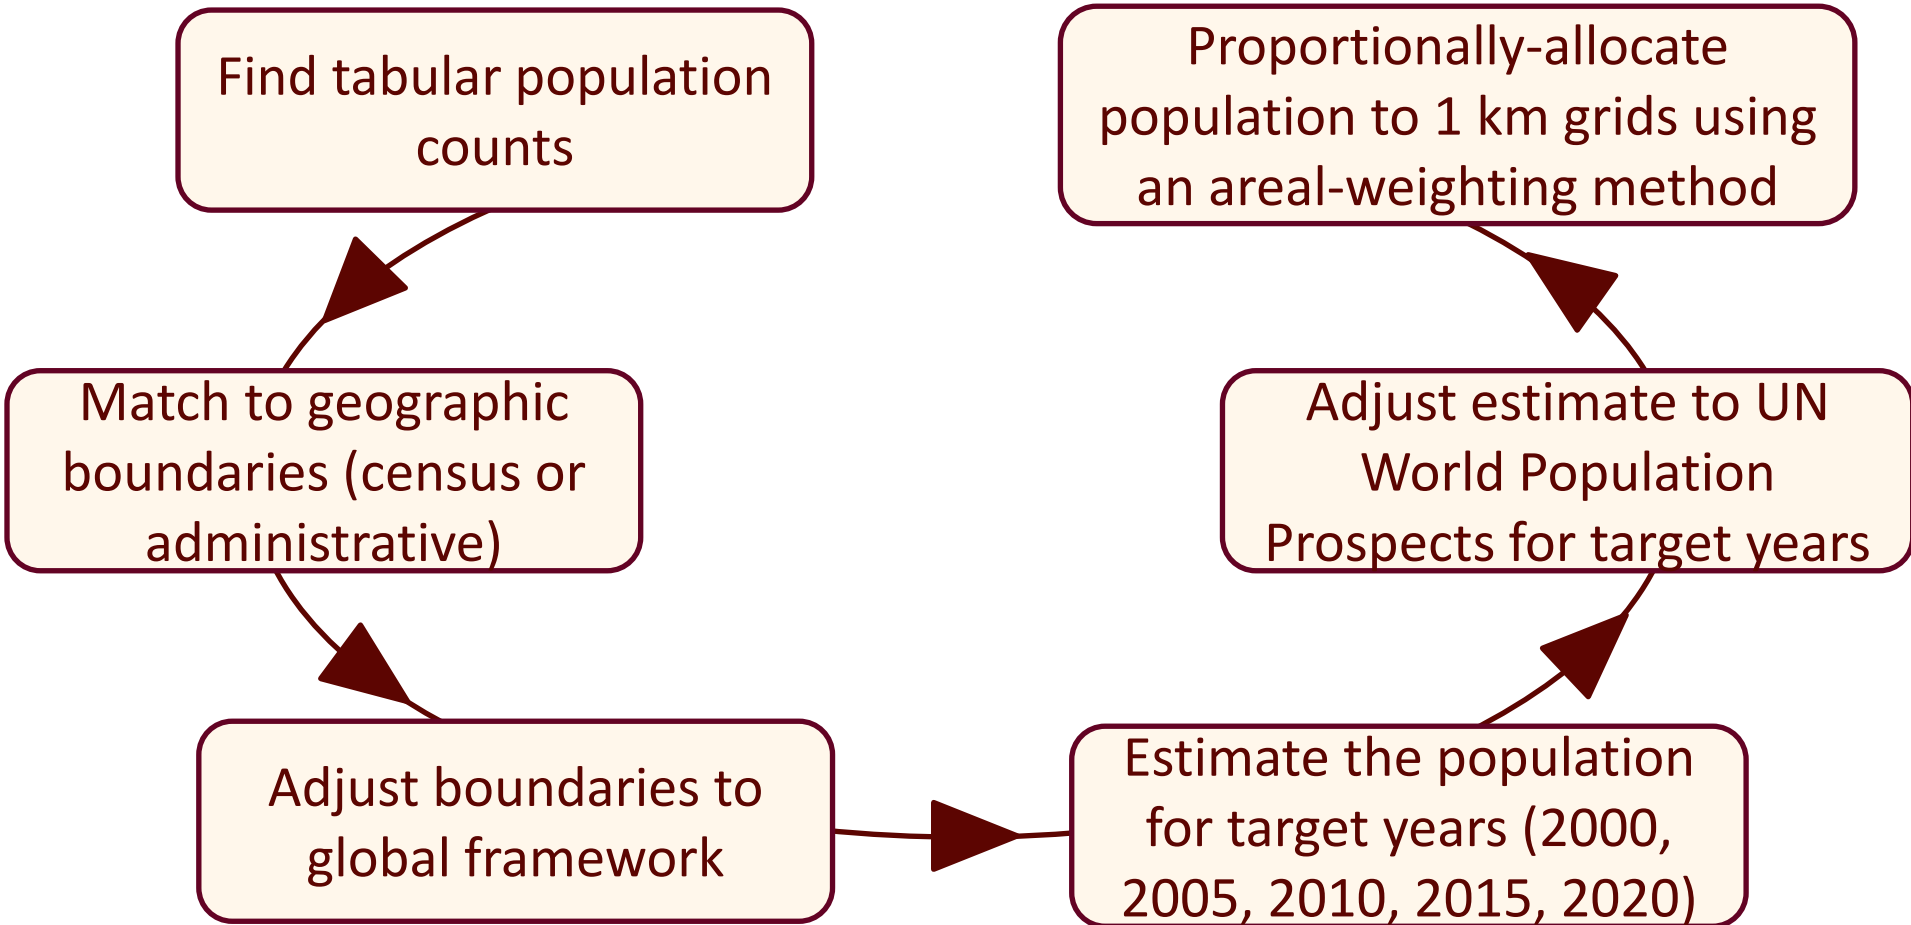 Find tabular population
counts
Match to geographic
boundaries (census or
administrative)
Adjust boundaries to
global framework
Estimate the population
for target years (2000,
2005, 2010, 2015, 2020)
Adjust estimate to UN
World Population
Prospects for target years
Proportionally-allocate
population to 1 km grids using
an areal-weighting method